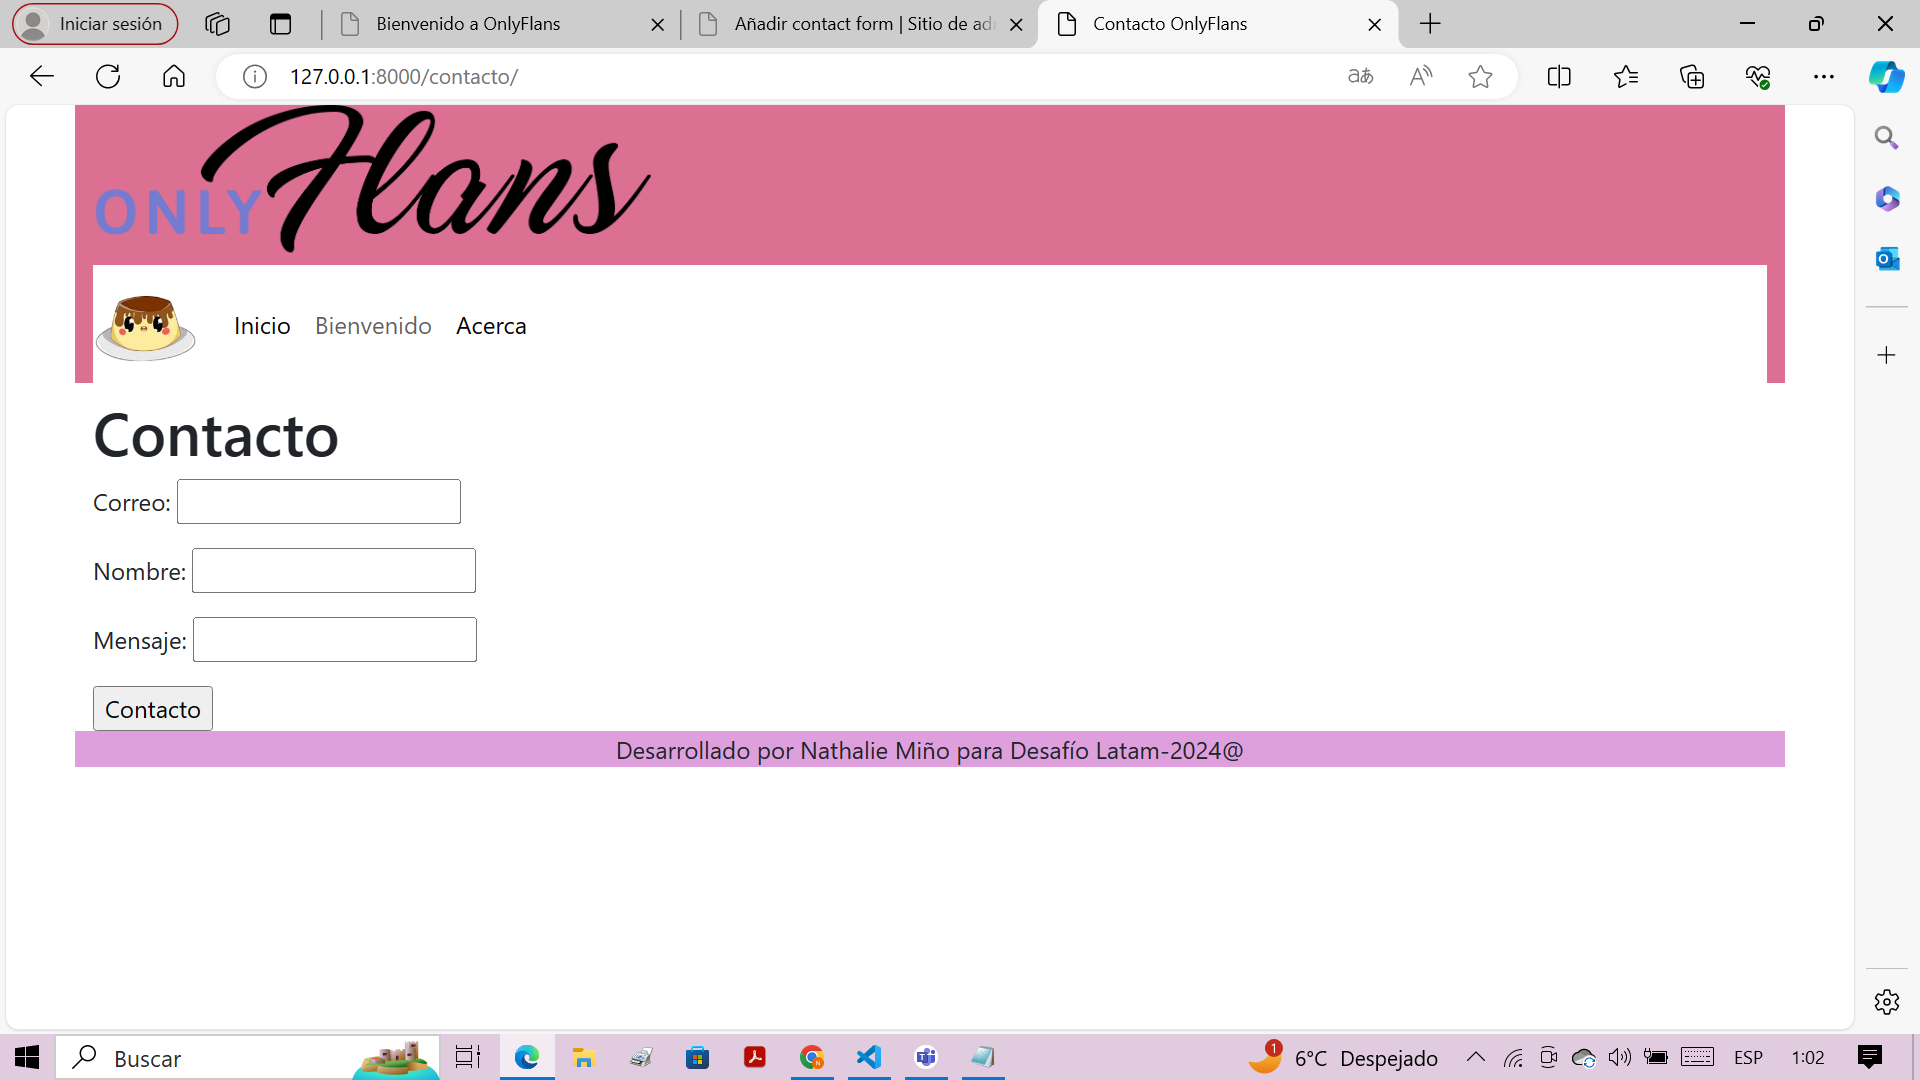 Iniciar sesión
Bienvenido a OnlyFlans
Añadir contact form | Sitio de adn
Contacto OnlyFlans
127.0.0.1:8000/contacto/
ONLY Flans
Inicio Bienvenido Acerca
Contacto
Correo:
Nombre:
Mensaje:
Contacto
Desarrollado por Nathalie Miño para Desafío Latam-2024@
Buscar
1
6°C Despejado
ESP
1:02